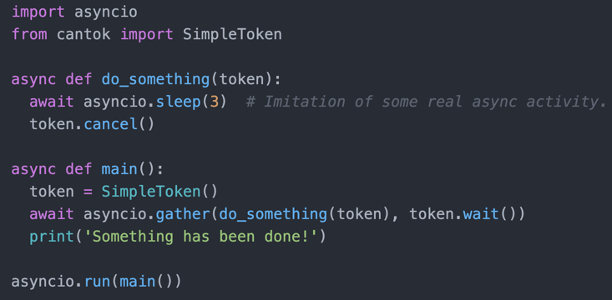 import asyncio
from cantok import SimpleToken

async def do_something(token):
  await asyncio.sleep(3)  # Imitation of some real async activity.
  token.cancel()

async def main():
  token = SimpleToken()
  await asyncio.gather(do_something(token), token.wait())
  print('Something has been done!')

asyncio.run(main())